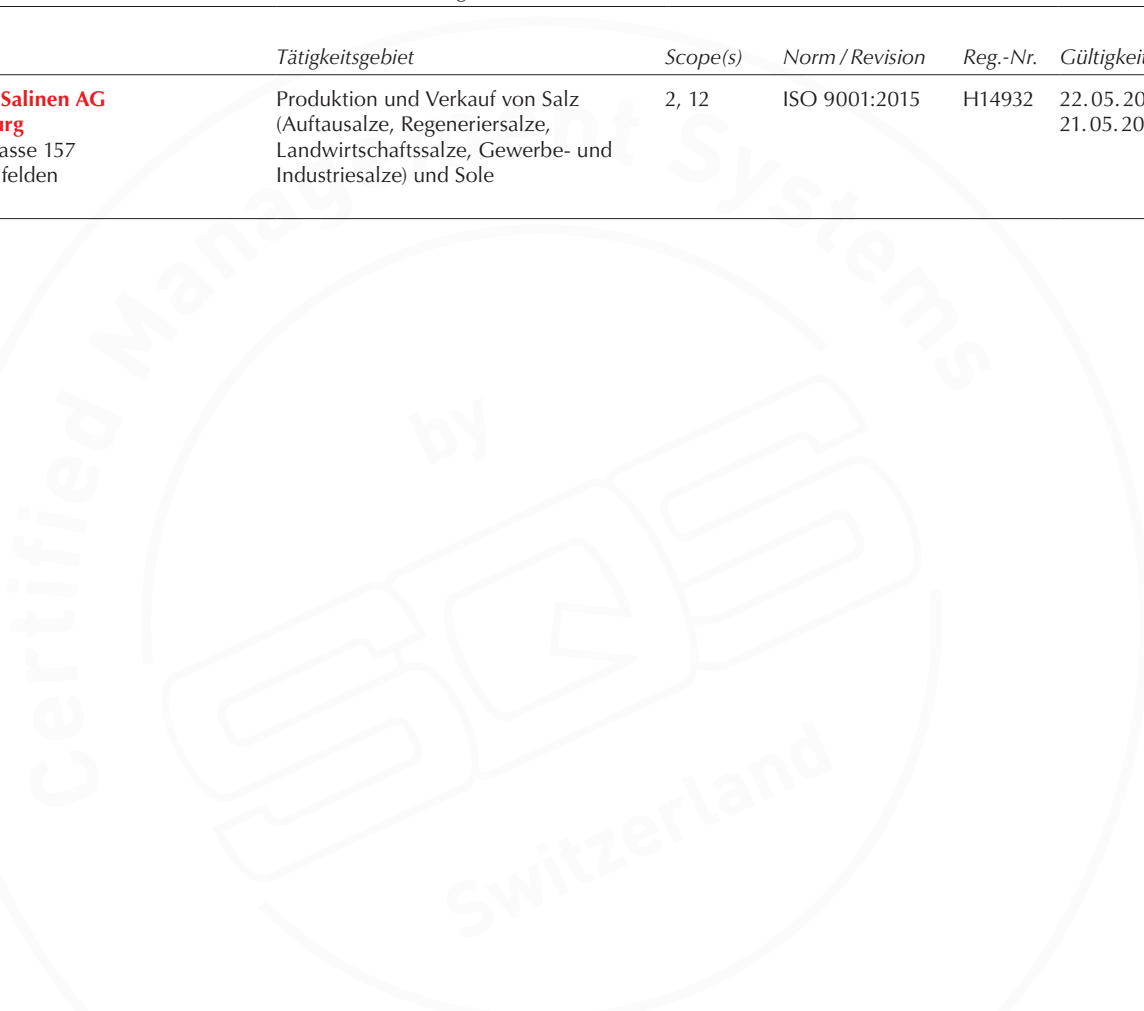 Tätigkeitsgebiet Scope(s) Norm / Revision Reg.-Nr. Gültigkeit
Salinen AG Produktion und Verkauf von Salz 2, 12 ISO 9001:2015 H14932 22.05.20
urg (Auftausalze, Regeneriersalze, 21.05.20
asse 157 Landwirtschaftssalze, Gewerbe- und
felden Industriesalze) und Sole
Certified Management Systems
by
SQS
Switzerland